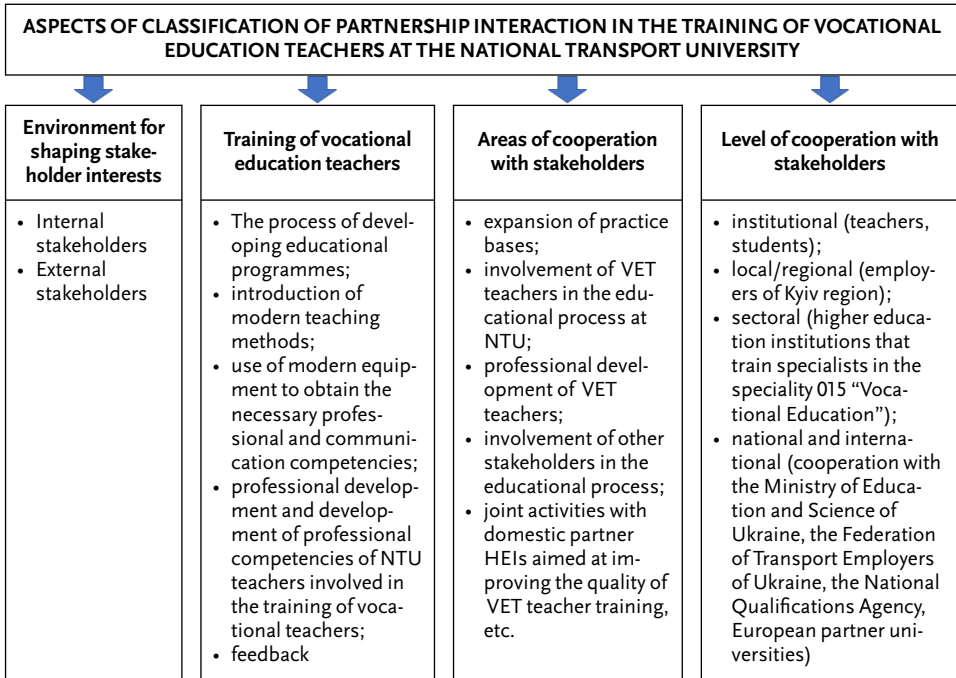 ASPECTS OF CLASSIFICATION OF PARTNERSHIP INTERACTION IN THE TRAINING OF VOCATIONAL
EDUCATION TEACHERS AT THE NATIONAL TRANSPORT UNIVERSITY
Environment for
shaping stake-
holder interests
• Internal
stakeholders
• External
stakeholders
Training of vocational
education teachers
• The process of devel-
oping educational
programmes;
• introduction of
modern teaching
methods;
• use of modern equip-
ment to obtain the
necessary profes-
sional and communi-
cation competencies;
• professional develop-
ment and develop-
ment of professional
competencies of NTU
teachers involved in
the training of voca-
tional teachers;
• feedback
Areas of cooperation
with stakeholders
• expansion of practice
bases;
• involvement of VET
teachers in the edu-
cational process at
NTU;
• professional devel-
opment of VET
teachers;
• involvement of other
stakeholders in the
educational process;
• joint activities with
domestic partner
HEIs aimed at im-
proving the quality of
VET teacher training,
etc.
Level of cooperation with
stakeholders
• institutional (teachers,
students);
• local/regional (employ-
ers of Kyiv region);
• sectoral (higher educa-
tion institutions that
train specialists in the
speciality 015 “Voca-
tional Education”);
• national and interna-
tional (cooperation with
the Ministry of Educa-
tion and Science of
Ukraine, the Federation
of Transport Employers
of Ukraine, the National
Qualifications Agency,
European partner uni-
versities)